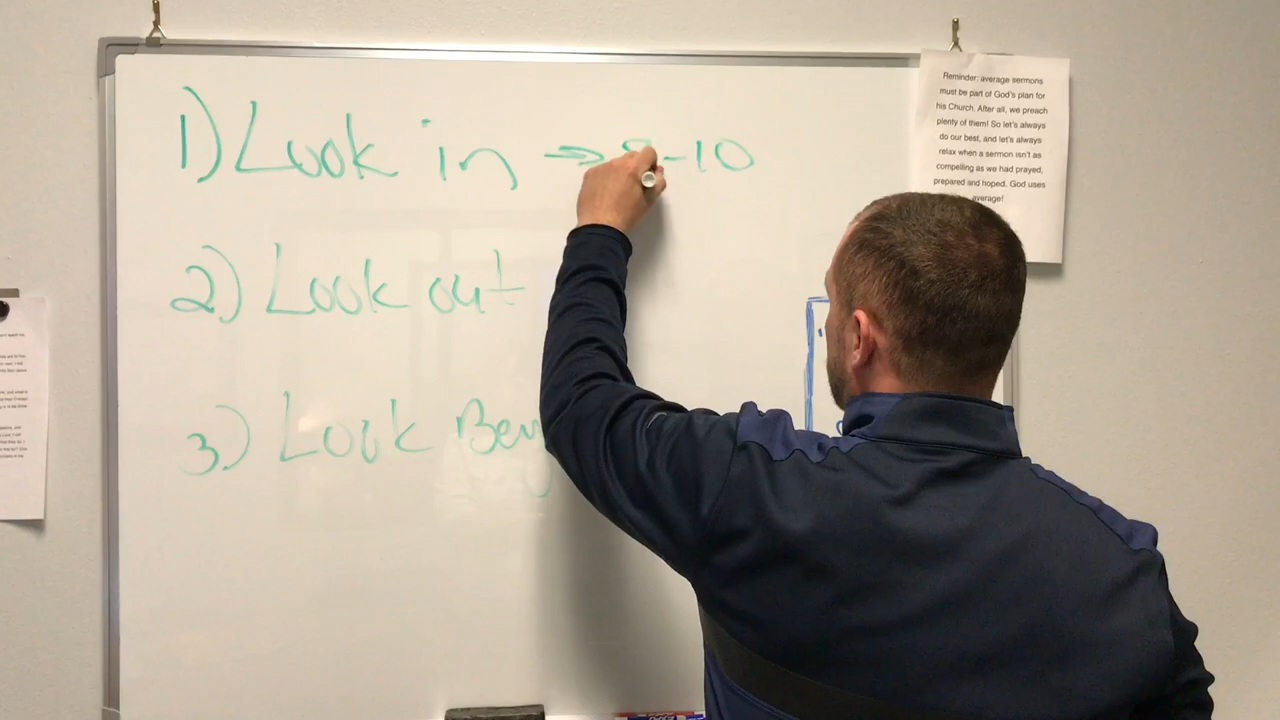 1) Look in → -10
2) Look out
3) Look Bey
Reminder: average sermons
must be part of God's plan for
his Church. After all, we preach
plenty of them! So let's always
do our best, and let's always
relax when a sermon isn't as
compelling as we had prayed,
prepared and hoped. God uses
average!